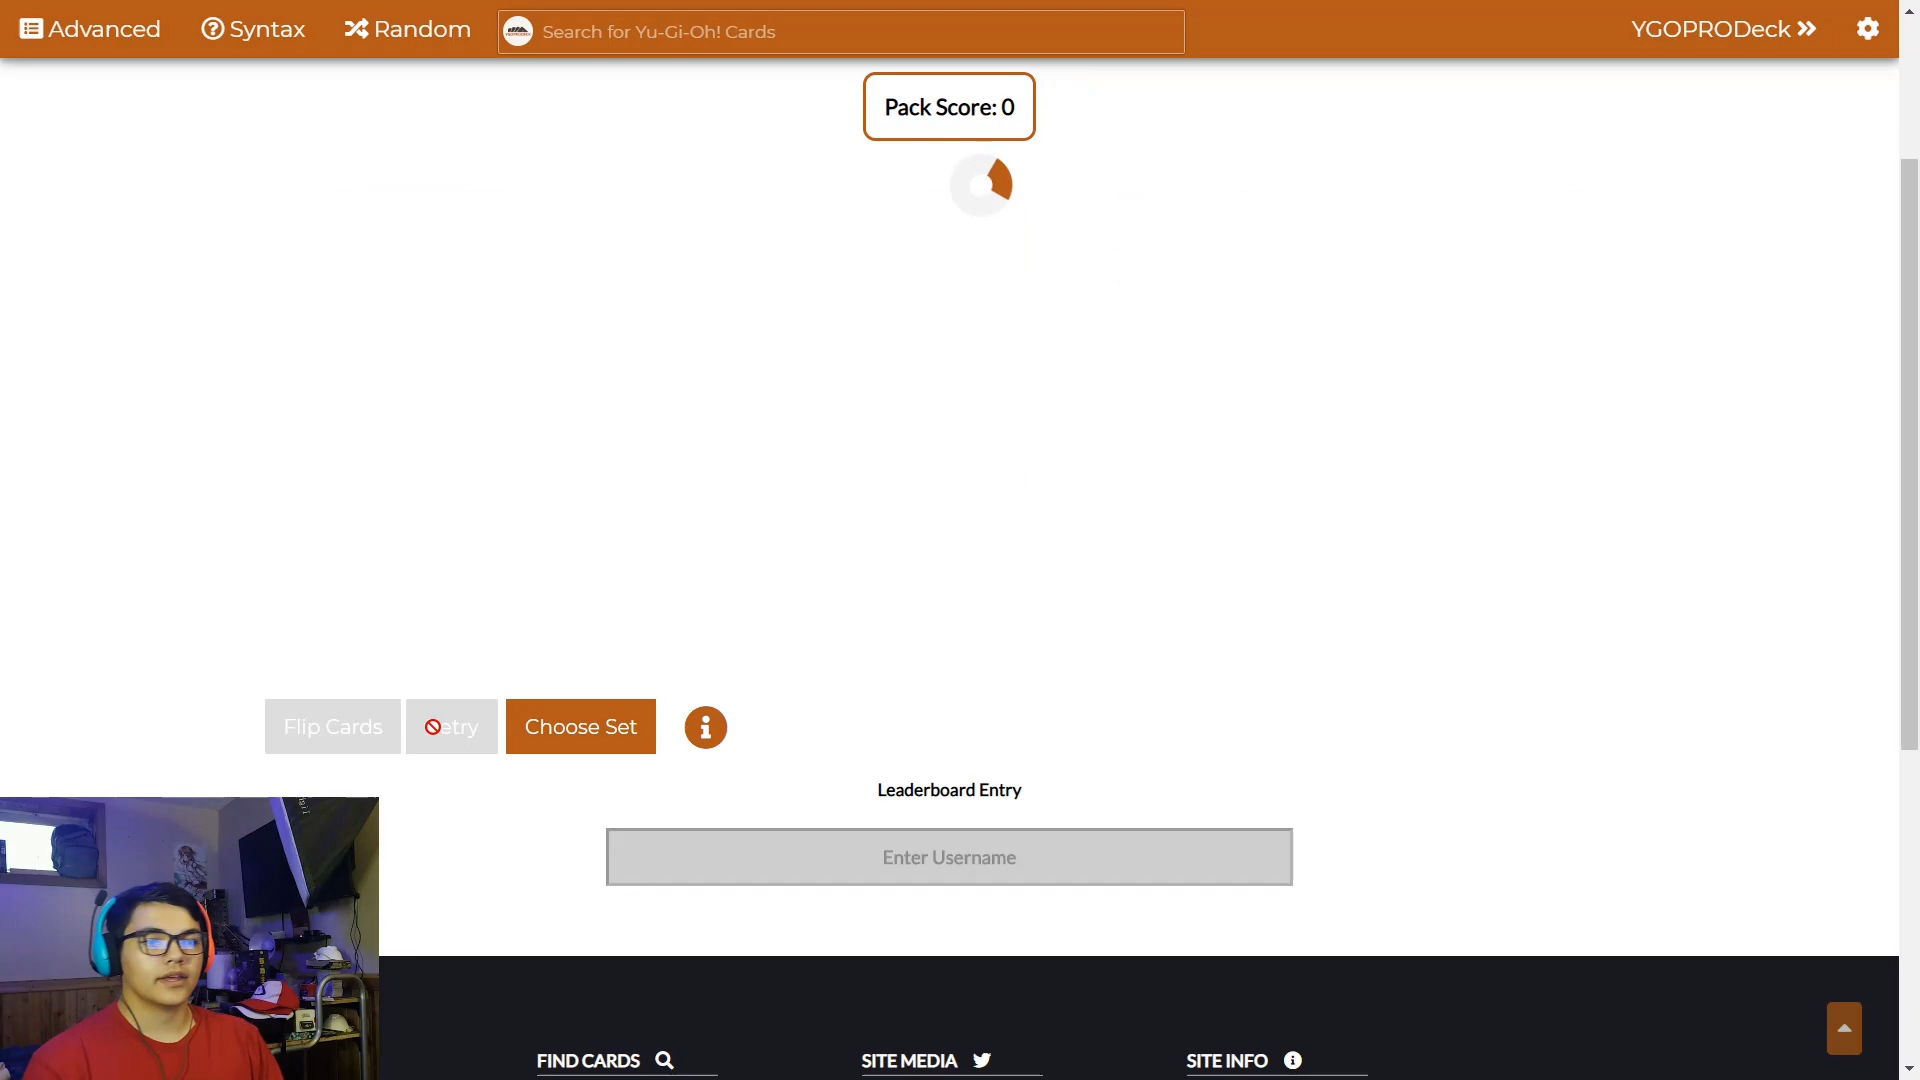 Advanced
Syntax
Random
Search for Yu-Gi-Oh! Cards
YGOPRODeck
Pack Score: 0
Flip Cards
Choose Set
Leaderboard Entry
Enter Username
FIND CARDS
SITE MEDIA
SITE INFO